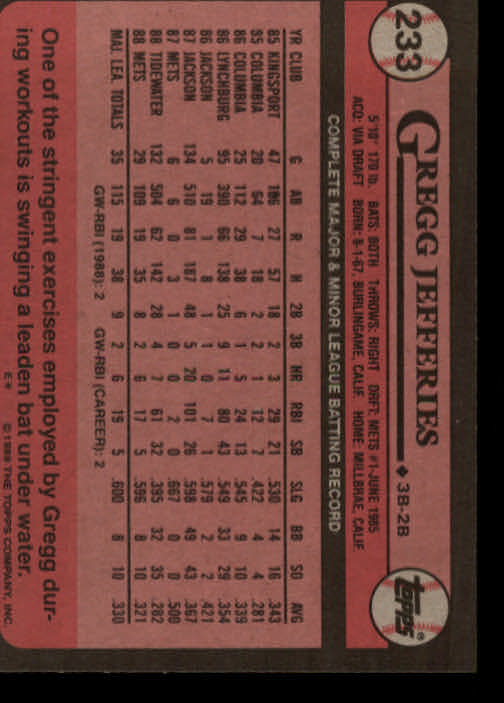 233
GREGG JEFFERIES ♦ 3B-2B
TOPPS®
5'10" 170 lb. BATS: BOTH THROWS: RIGHT DRFT: METS #1-JUNE 1985
ACQ: VIA DRAFT BORN: 8-1-67, BURLINGAME, CALIF. HOME: MILLBRAE, CALIF.
COMPLETE MAJOR & MINOR LEAGUE BATTING RECORD
YR CLUB G AB R H 2B 3B HR RBI SB SLG BB SO AVG
85 KINGSPORT 47 166 27 57 18 2 3 29 21 .530 14 16 .343
85 COLUMBIA 20 64 7 18 2 2 1 12 7 .422 4 4 .281
86 COLUMBIA 25 112 29 38 6 1 5 24 13 .545 9 10 .339
86 LYNCHBURG 95 390 66 138 25 9 11 80 43 .549 33 29 .354
86 JACKSON 5 19 1 8 1 1 0 7 1 .579 2 2 .421
87 JACKSON 134 510 81 187 48 5 20 101 26 .598 49 43 .367
87 METS 6 6 0 3 1 0 0 2 0 .667 0 0 .500
88 TIDEWATER 132 504 62 142 28 4 7 61 32 .395 32 35 .282
88 METS 29 109 19 35 8 2 6 17 5 .596 8 10 .321
MAJ. LEA. TOTALS 35 115 19 38 9 2 6 19 5 .600 8 10 .330
GW-RBI (1988): 2 GW-RBI (CAREER): 2
One of the stringent exercises employed by Gregg dur-
ing workouts is swinging a leaden bat under water.
E* ©1989 THE TOPPS COMPANY, INC.